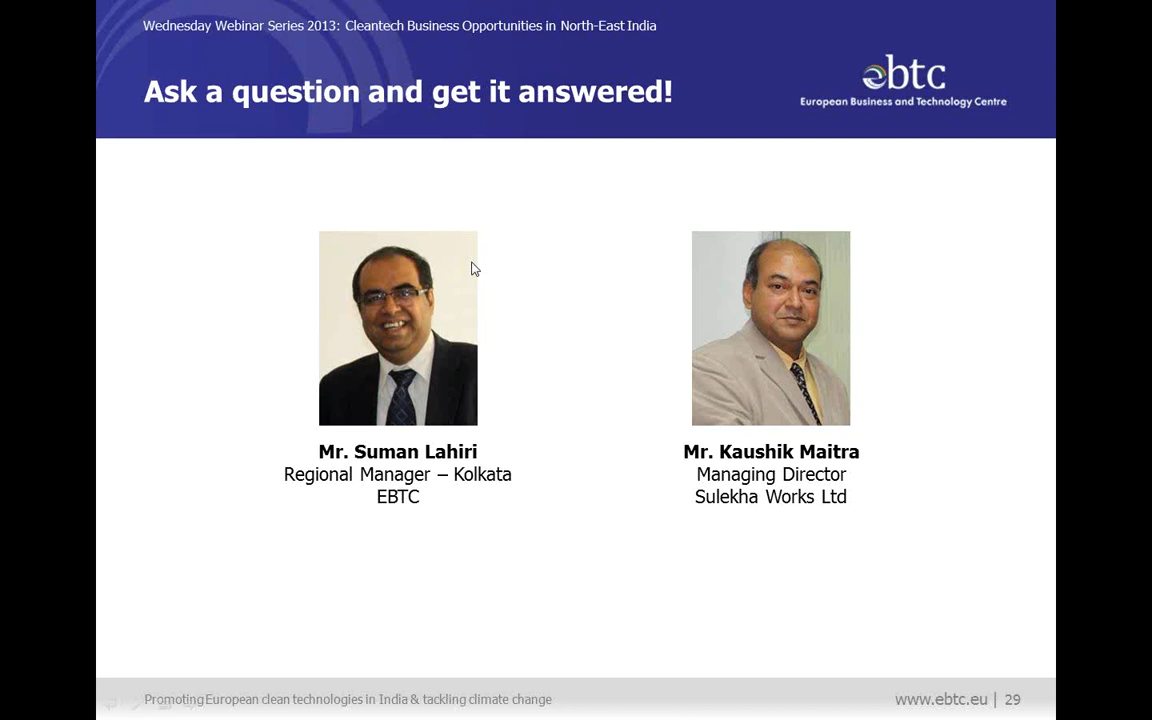 Wednesday Webinar Series 2013: Cleantech Business Opportunities in North-East India
Ask a question and get it answered!
ebtc
European Business and Technology Centre
Mr. Suman Lahiri
Regional Manager – Kolkata
EBTC
Mr. Kaushik Maitra
Managing Director
Sulekha Works Ltd
Promoting European clean technologies in India & tackling climate change
www.ebtc.eu | 29